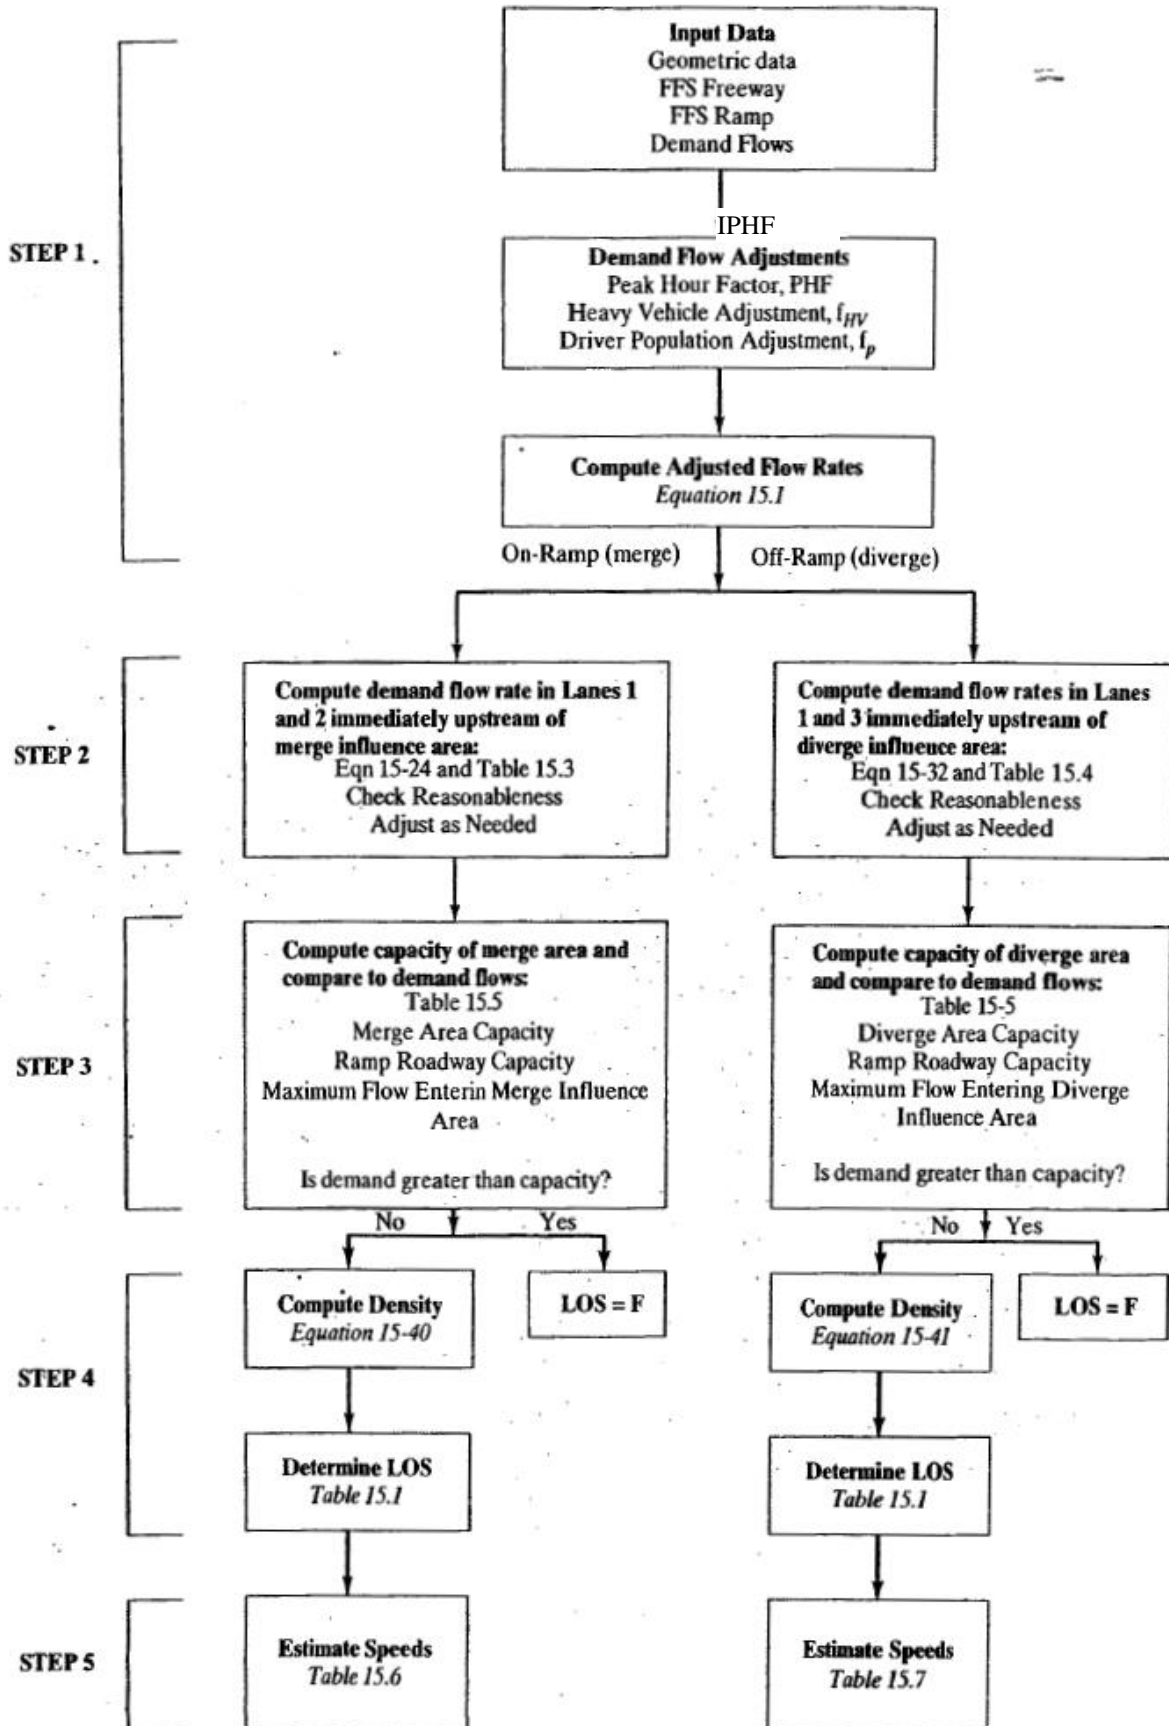 Input Data
Geometric data
FFS Freeway
FFS Ramp
Demand Flows
IPHF
STEP 1 .
Demand Flow Adjustments
Peak Hour Factor, PHF
Heavy Vehicle Adjustment, fHV
Driver Population Adjustment, fp
Compute Adjusted Flow Rates
Equation 15.1
On-Ramp (merge)
Off-Ramp (diverge)
STEP 2
Compute demand flow rate in Lanes 1
and 2 immediately upstream of
merge influence area:
Eqn 15-24 and Table 15.3
Check Reasonableness
Adjust as Needed
Compute demand flow rates in Lanes
1 and 3 immediately upstream of
diverge influeuce area:
Eqn 15-32 and Table 15.4
Check Reasonableness
Adjust as Needed
STEP 3
Compute capacity of merge area and
compare to demand flows:
Table 15.5
Merge Area Capacity
Ramp Roadway Capacity
Maximum Flow Enterin Merge Influence
Area
Is demand greater than capacity?
No
Yes
Compute capacity of diverge area
and compare to demand flows:
Table 15-5
Diverge Area Capacity
Ramp Roadway Capacity
Maximum Flow Entering Diverge
Influence Area
Is demand greater than capacity?
No
Yes
STEP 4
Compute Density
Equation 15-40
LOS = F
Compute Density
Equation 15-41
LOS = F
Determine LOS
Table 15.1
Determine LOS
Table 15.1
STEP 5
Estimate Speeds
Table 15.6
Estimate Speeds
Table 15.7